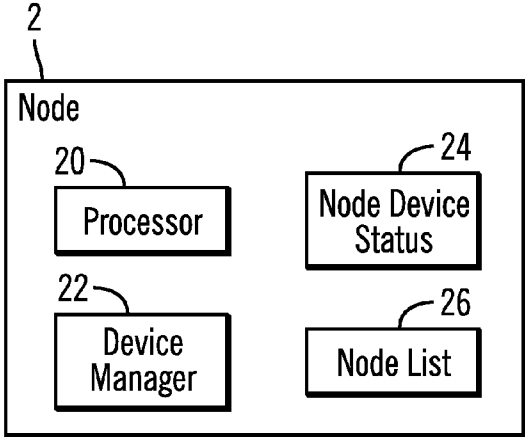 2
Node
20
Processor
24
Node Device
Status
22
Device
Manager
26
Node List